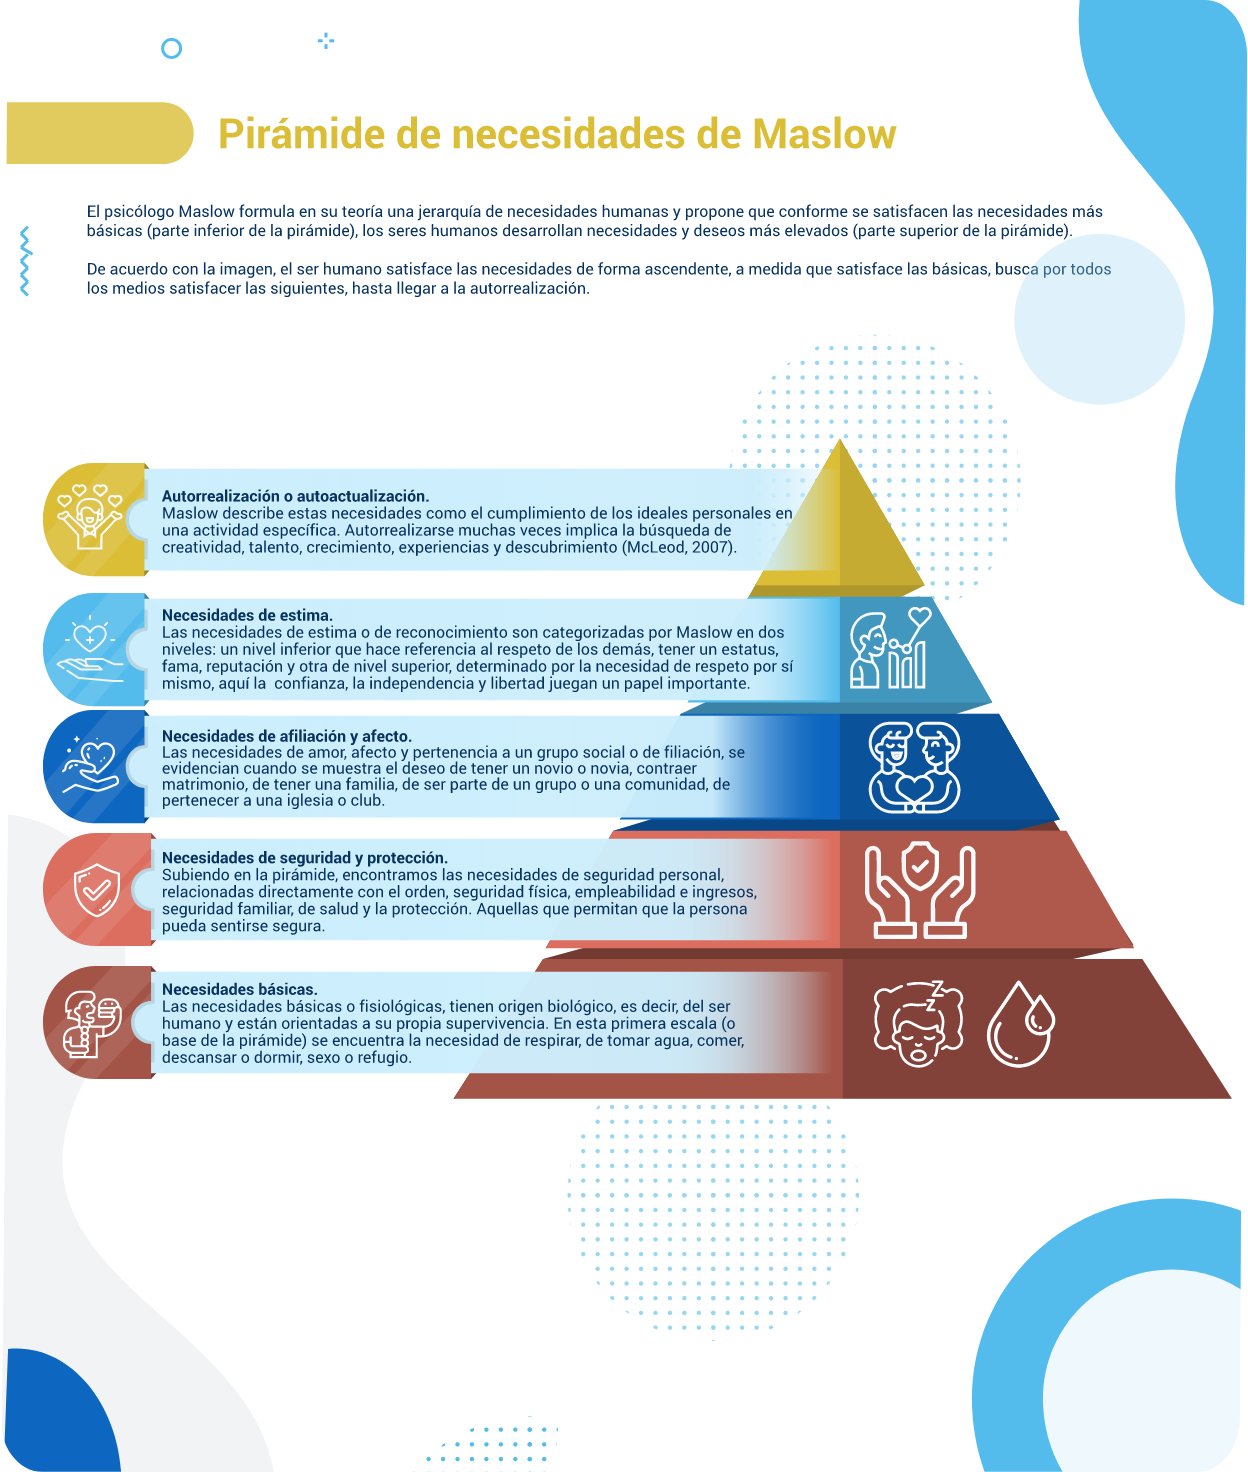 Pirámide de necesidades de Maslow
El psicólogo Maslow formula en su teoría una jerarquía de necesidades humanas y propone que conforme se satisfacen las necesidades más
básicas (parte inferior de la pirámide), los seres humanos desarrollan necesidades y deseos más elevados (parte superior de la pirámide).
De acuerdo con la imagen, el ser humano satisface las necesidades de forma ascendente, a medida que satisface las básicas, busca por todos
los medios satisfacer las siguientes, hasta llegar a la autorrealización.
Autorrealización o autoactualización.
Maslow describe estas necesidades como el cumplimiento de los ideales personales en
una actividad específica. Autorrealizarse muchas veces implica la búsqueda de
creatividad, talento, crecimiento, experiencias y descubrimiento (McLeod, 2007).
Necesidades de estima.
Las necesidades de estima o de reconocimiento son categorizadas por Maslow en dos
niveles: un nivel inferior que hace referencia al respeto de los demás, tener un estatus,
fama, reputación y otra de nivel superior, determinado por la necesidad de respeto por sí
mismo, aquí la  confianza, la independencia y libertad juegan un papel importante.
Necesidades de afiliación y afecto.
Las necesidades de amor, afecto y pertenencia a un grupo social o de filiación, se
evidencian cuando se muestra el deseo de tener un novio o novia, contraer
matrimonio, de tener una familia, de ser parte de un grupo o una comunidad, de
pertenecer a una iglesia o club.
Necesidades de seguridad y protección.
Subiendo en la pirámide, encontramos las necesidades de seguridad personal,
relacionadas directamente con el orden, seguridad física, empleabilidad e ingresos,
seguridad familiar, de salud y la protección. Aquellas que permitan que la persona
pueda sentirse segura.
Necesidades básicas.
Las necesidades básicas o fisiológicas, tienen origen biológico, es decir, del ser
humano y están orientadas a su propia supervivencia. En esta primera escala (o
base de la pirámide) se encuentra la necesidad de respirar, de tomar agua, comer,
descansar o dormir, sexo o refugio.